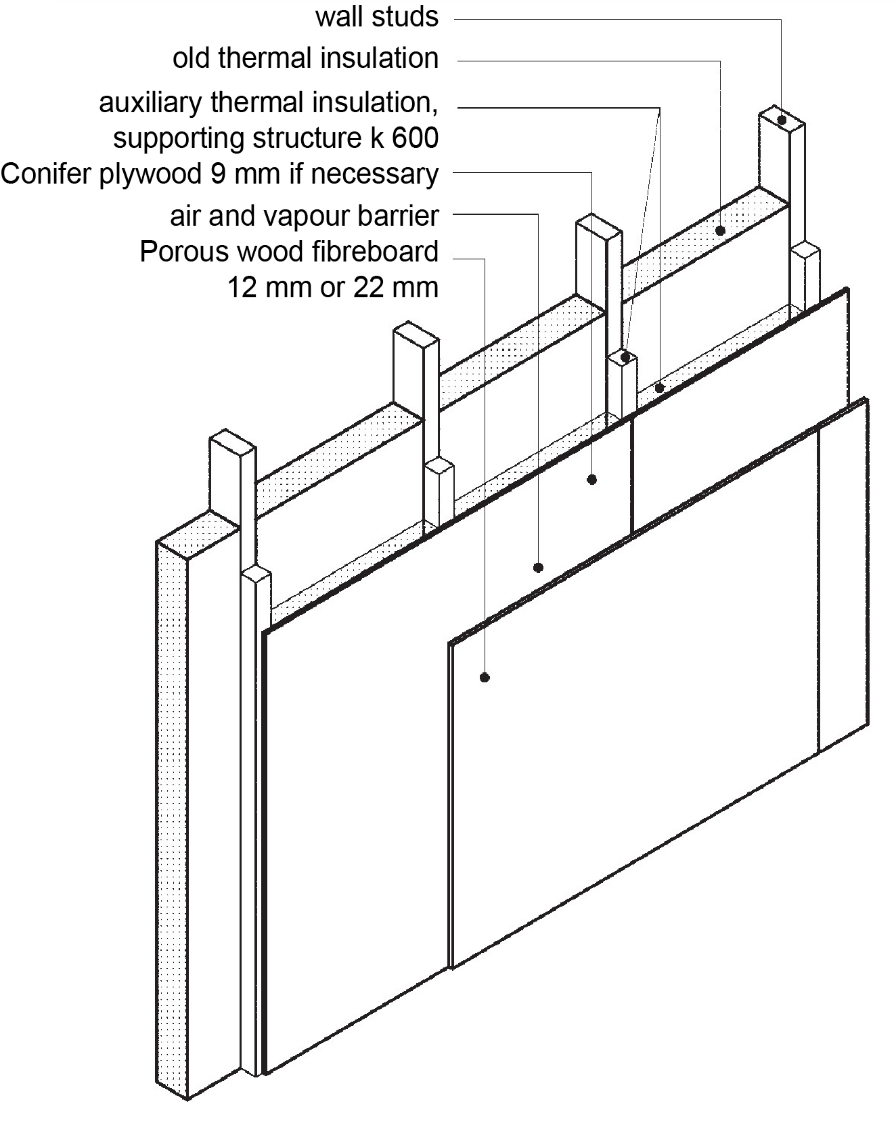 wall studs
old thermal insulation
auxiliary thermal insulation,
supporting structure k 600
Conifer plywood 9 mm if necessary
air and vapour barrier
Porous wood fibreboard
12 mm or 22 mm